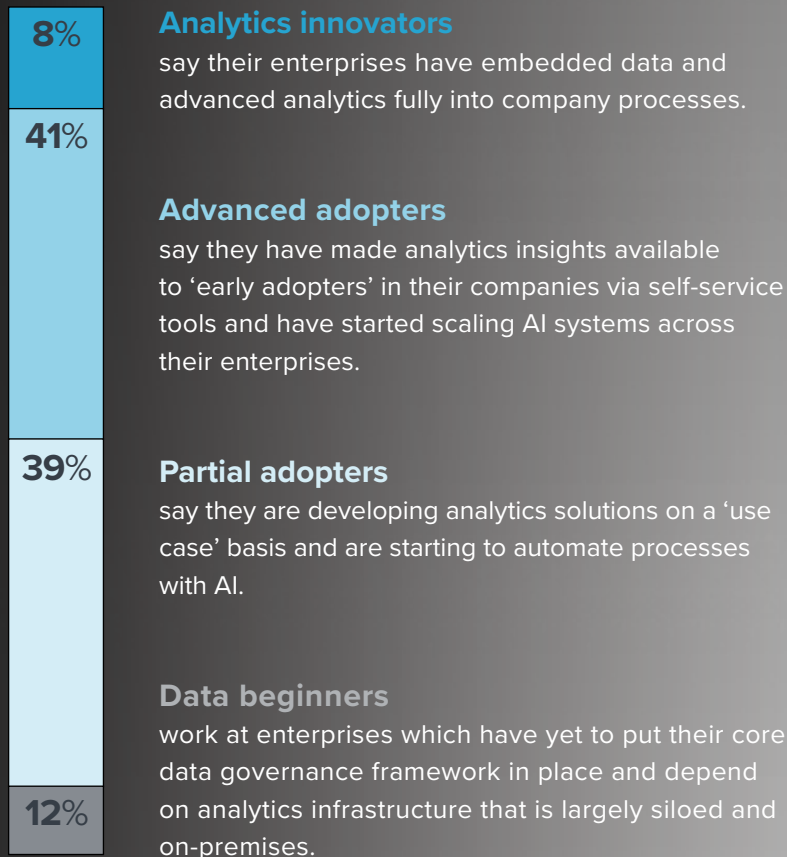 8%
Analytics innovators
say their enterprises have embedded data and
advanced analytics fully into company processes.
41%
Advanced adopters
say they have made analytics insights available
to ‘early adopters’ in their companies via self-service
tools and have started scaling AI systems across
their enterprises.
39%
Partial adopters
say they are developing analytics solutions on a ‘use
case’ basis and are starting to automate processes
with AI.
Data beginners
work at enterprises which have yet to put their core
data governance framework in place and depend
12%
on analytics infrastructure that is largely siloed and
on-premises.